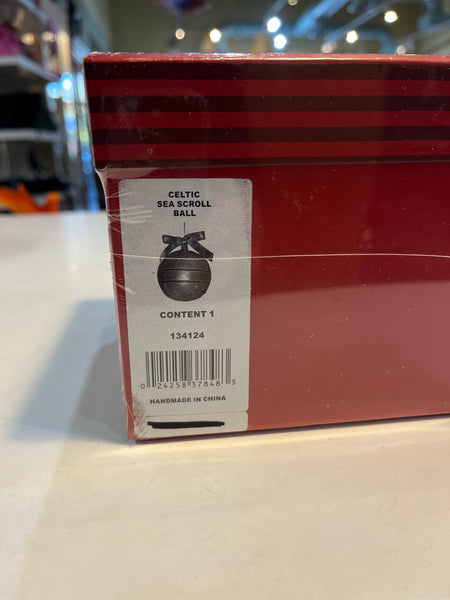 CELTIC
SEA SCROLL
BALL
CONTENT 1
134124
0 24258 37848 3
HANDMADE IN CHINA